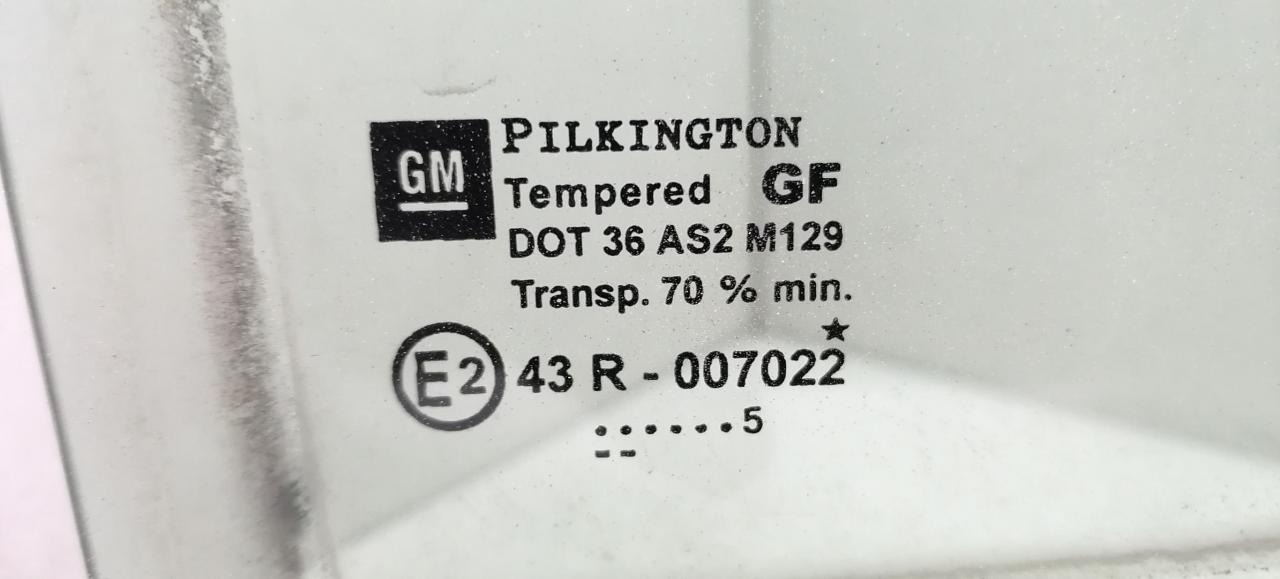 GM
PILKINGTON
Tempered GF
DOT 36 AS2 M129
Transp. 70 % min.
E2 43 R - 007022
......5